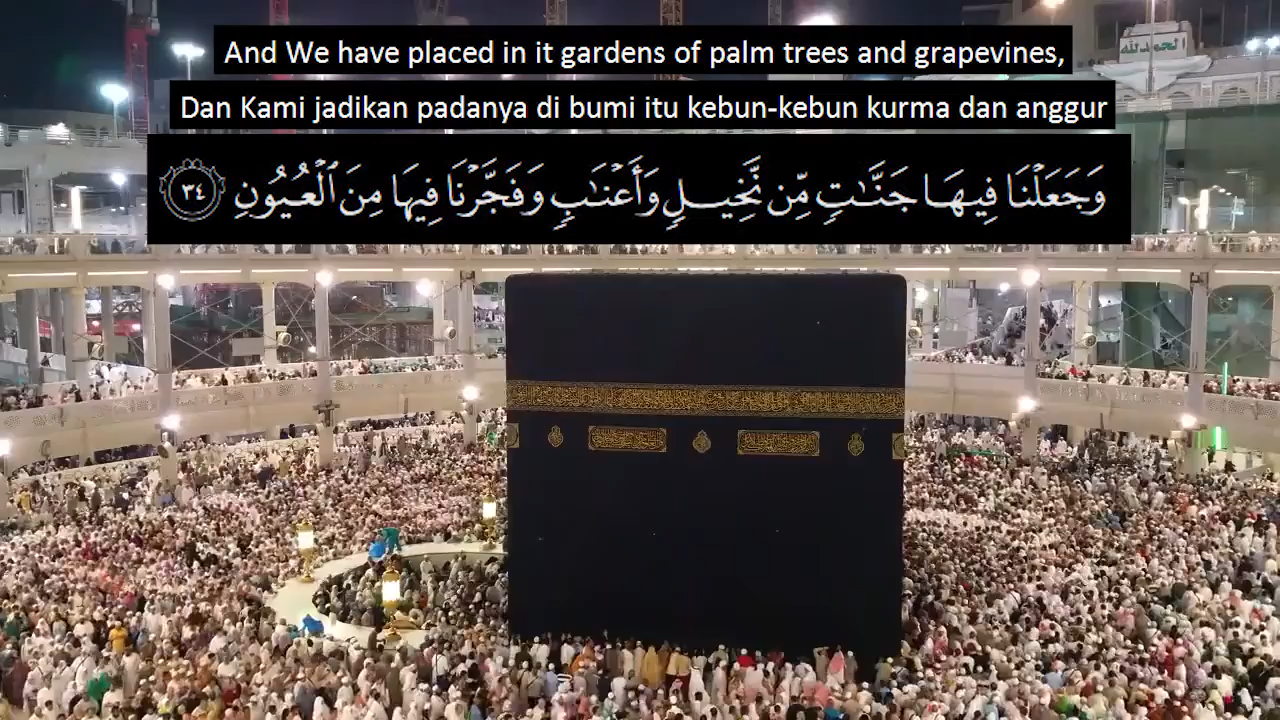 And We have placed in it gardens of palm trees and grapevines,
Dan Kami jadikan padanya di bumi itu kebun-kebun kurma dan anggur
وَجَعَلْنَا فِيهَا جَنَّـٰتٍ مِّن نَّخِيلٍ وَأَعْنَـٰبٍ وَفَجَّرْنَا فِيهَا مِنَ ٱلْعُيُونِ ٣٤
الحمدلله